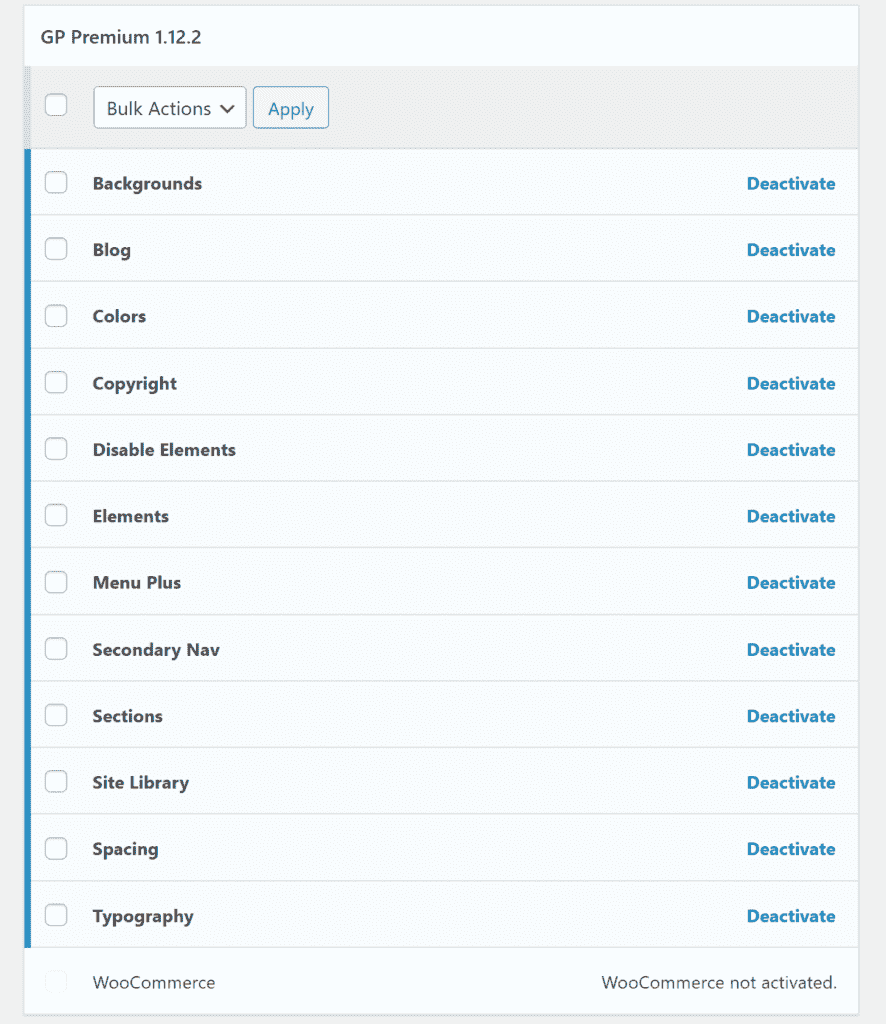 GP Premium 1.12.2
Bulk Actions Apply
Backgrounds Deactivate
Blog Deactivate
Colors Deactivate
Copyright Deactivate
Disable Elements Deactivate
Elements Deactivate
Menu Plus Deactivate
Secondary Nav Deactivate
Sections Deactivate
Site Library Deactivate
Spacing Deactivate
Typography Deactivate
WooCommerce WooCommerce not activated.